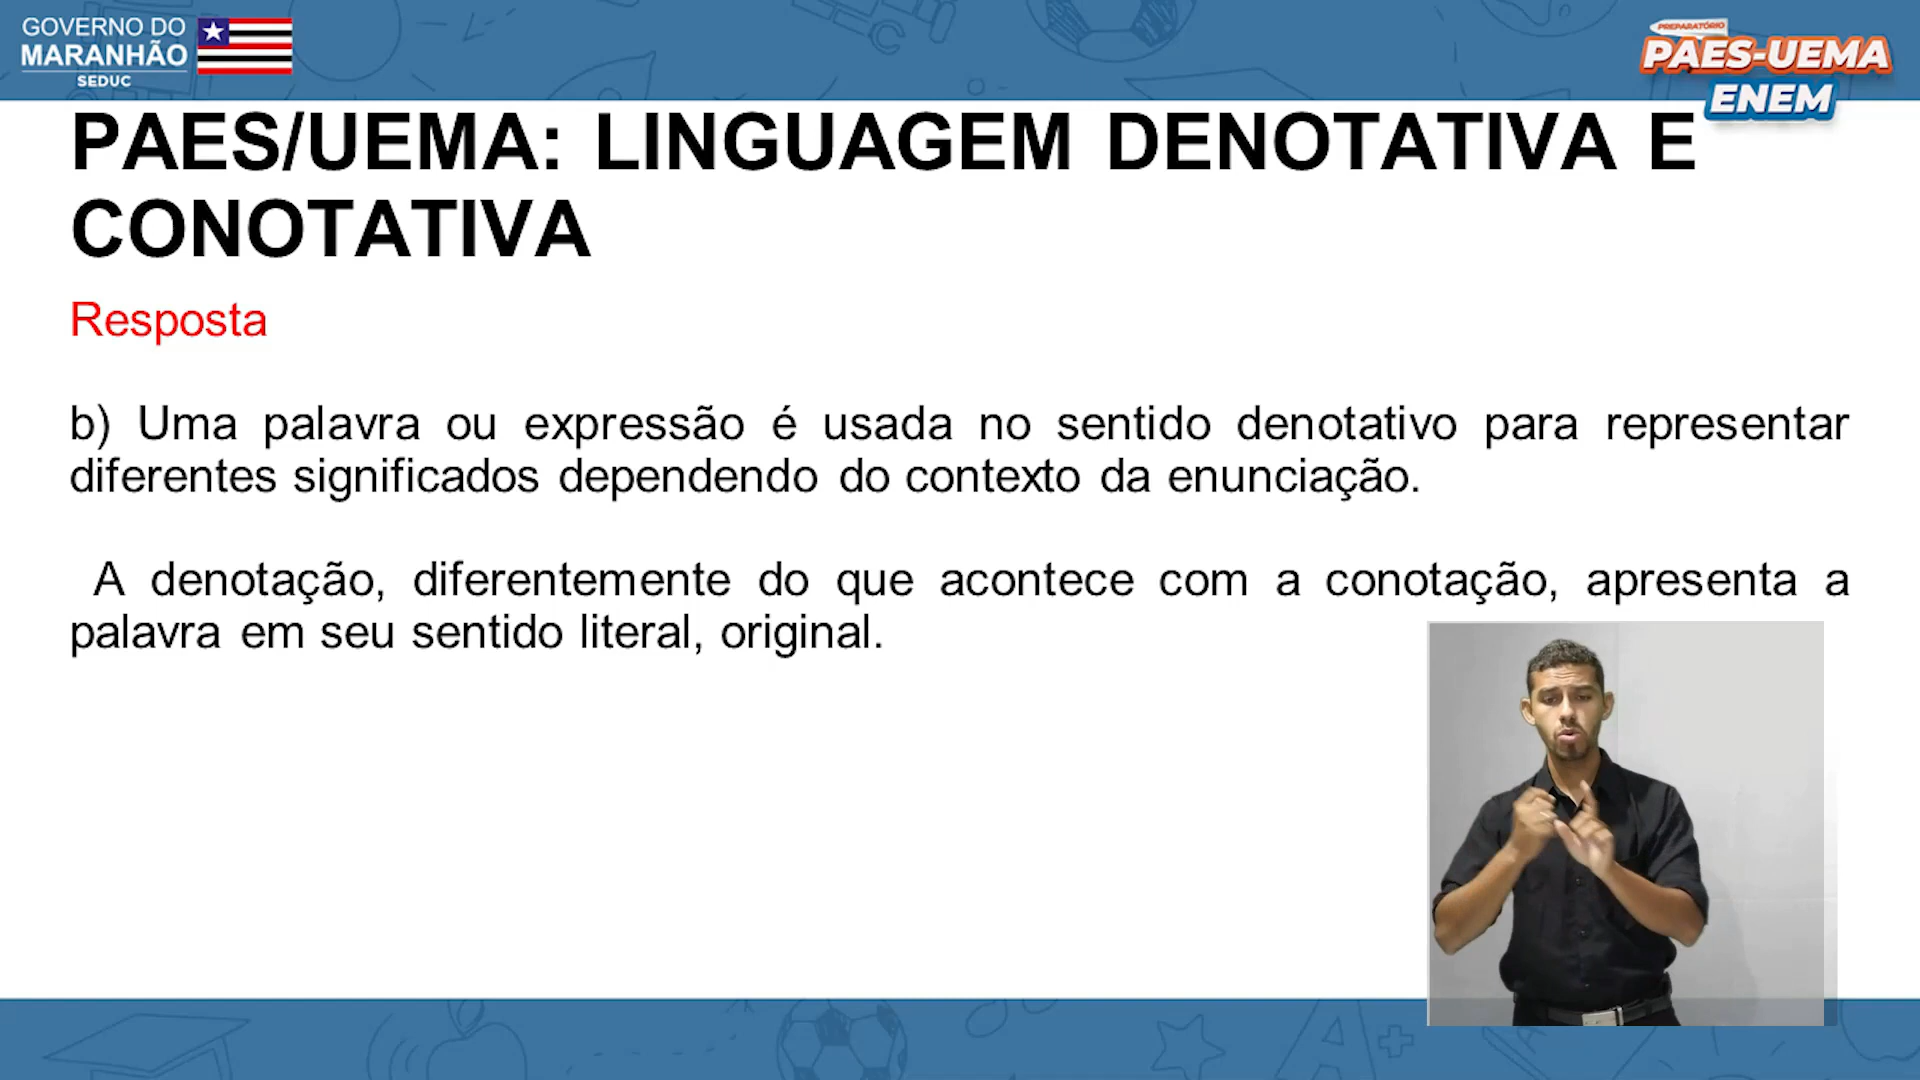 GOVERNO DO
MARANHÃO
SEDUC
PREPARATÓRIO
PAES-UEMA
ENEM
PAES/UEMA: LINGUAGEM DENOTATIVA E
CONOTATIVA
Resposta
b) Uma palavra ou expressão é usada no sentido denotativo para representar
diferentes significados dependendo do contexto da enunciação.
A denotação, diferentemente do que acontece com a conotação, apresenta a
palavra em seu sentido literal, original.
A+